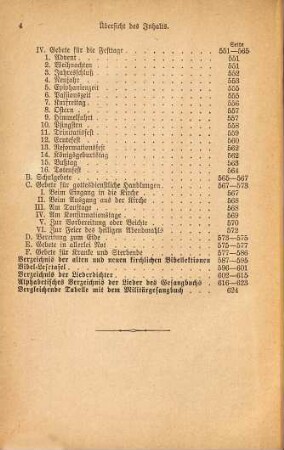 4 Übersicht des Inhalts.
Seite
IV. Gebete für die Festtage 551—565
1. Advent 551
2. Weihnachten 551
3. Jahresschluß 552
4. Neujahr 552
5. Epiphanienzeit 553
6. Passionszeit 553
7. Karfreitag 555
8. Ostern 556
9. Himmelfahrt 557
10. Pfingsten 558
11. Trinitatisfest 558
12. Erntefest 560
13. Reformationsfest 561
14. Königsgeburtstag 562
15. Bußtag 563
16. Totenfest 564
B. Schulgebete 565—567
C. Gebete für gottesdienstliche Handlungen 567—573
I. Beim Eingang in die Kirche 567
II. Beim Ausgang aus der Kirche 568
III. Am Tauftage 568
IV. Am Konfirmationstage 569
V. Zur Vorbereitung oder Beichte 570
VI. Zur Feier des heiligen Abendmahls 571
D. Bereitung zum Eide 573—575
E. Gebete in allerlei Not 575—577
F. Gebete für Kranke und Sterbende 577—586
Verzeichnis der alten und neuen kirchlichen Bibellektionen 587—595
Bibel-Lesetafel 596—601
Verzeichnis der Liederdichter 602—615
Alphabetisches Verzeichnis der Lieder des Gesangbuchs 616—623
Vergleichende Tabelle mit dem Militärgesangbuch 624